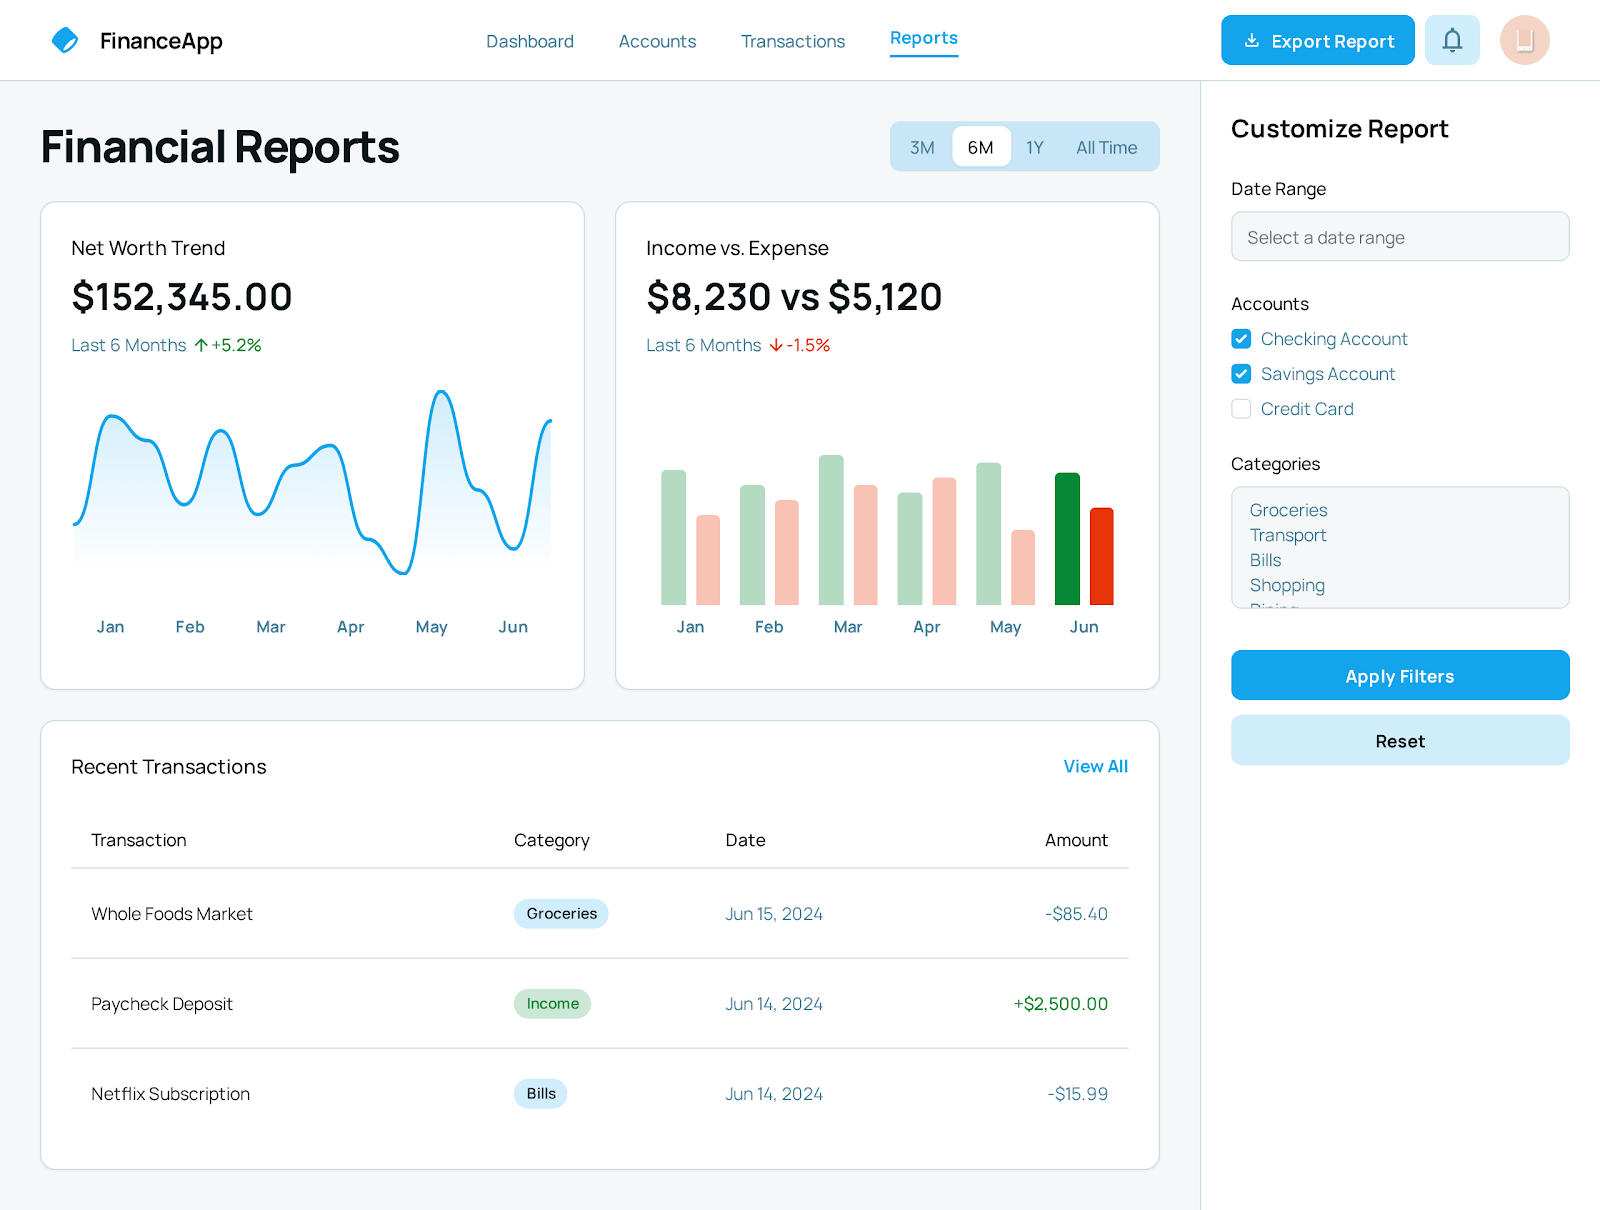 FinanceApp
Dashboard
Accounts
Transactions
Reports
Export Report
Financial Reports
3M
6M
1Y
All Time
Net Worth Trend
$152,345.00
Last 6 Months ↑ +5.2%
Jan
Feb
Mar
Apr
May
Jun
Income vs. Expense
$8,230 vs $5,120
Last 6 Months ↓ -1.5%
Jan
Feb
Mar
Apr
May
Jun
Recent Transactions
View All
Transaction Category Date Amount
Whole Foods Market Groceries Jun 15, 2024 -$85.40
Paycheck Deposit Income Jun 14, 2024 +$2,500.00
Netflix Subscription Bills Jun 14, 2024 -$15.99
Customize Report
Date Range
Select a date range
Accounts
Checking Account
Savings Account
Credit Card
Categories
Groceries
Transport
Bills
Shopping
Apply Filters
Reset